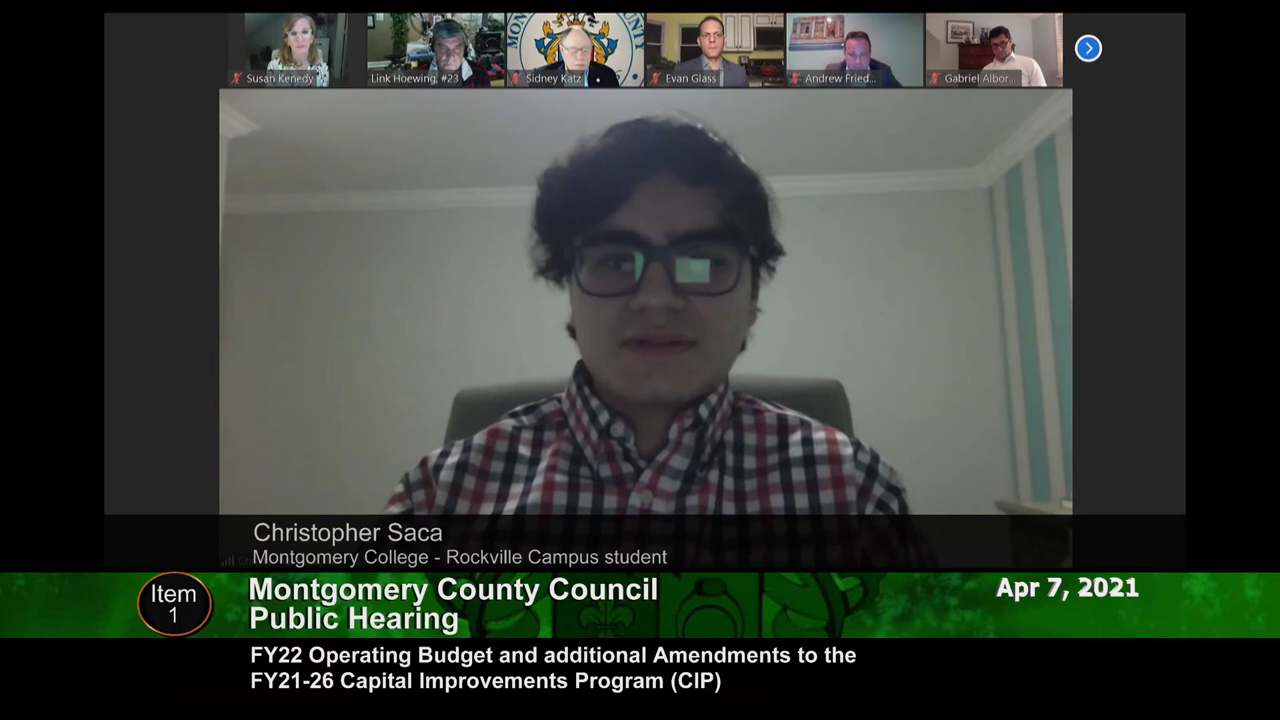 Susan Kenedy
Link Hoewing, #23
Sidney Katz
Evan Glass
Andrew Fried...
Gabriel Albor...
Christopher Saca
Montgomery College - Rockville Campus student
Item
1
Montgomery County Council
Public Hearing
Apr 7, 2021
FY22 Operating Budget and additional Amendments to the
FY21-26 Capital Improvements Program (CIP)